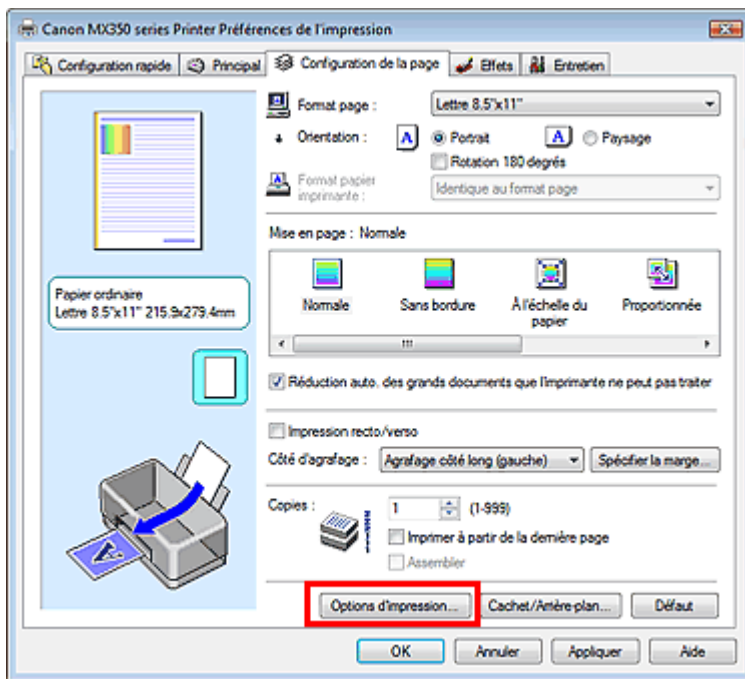 Canon MX350 series Printer Préférences de l'impression
Configuration rapide Principal Configuration de la page Effets Entretien
Format page : Lettre 8.5"x11"
Orientation : A Portrait A Paysage
Rotation 180 degrés
Format papier imprimante : Identique au format page
Mise en page : Normale
Normale Sans bordure À l'échelle du papier Proportionnée
Papier ordinaire
Lettre 8.5"x11" 215.9x279.4mm
Réduction auto. des grands documents que l'imprimante ne peut pas traiter
Impression recto/verso
Côté d'agrafage : Agrafage côté long (gauche) Spécifier la marge...
Copies : 1 (1-999)
Imprimer à partir de la dernière page
Assembler
Options d'impression... Cachet/Arrière-plan... Défaut
OK Annuler Appliquer Aide